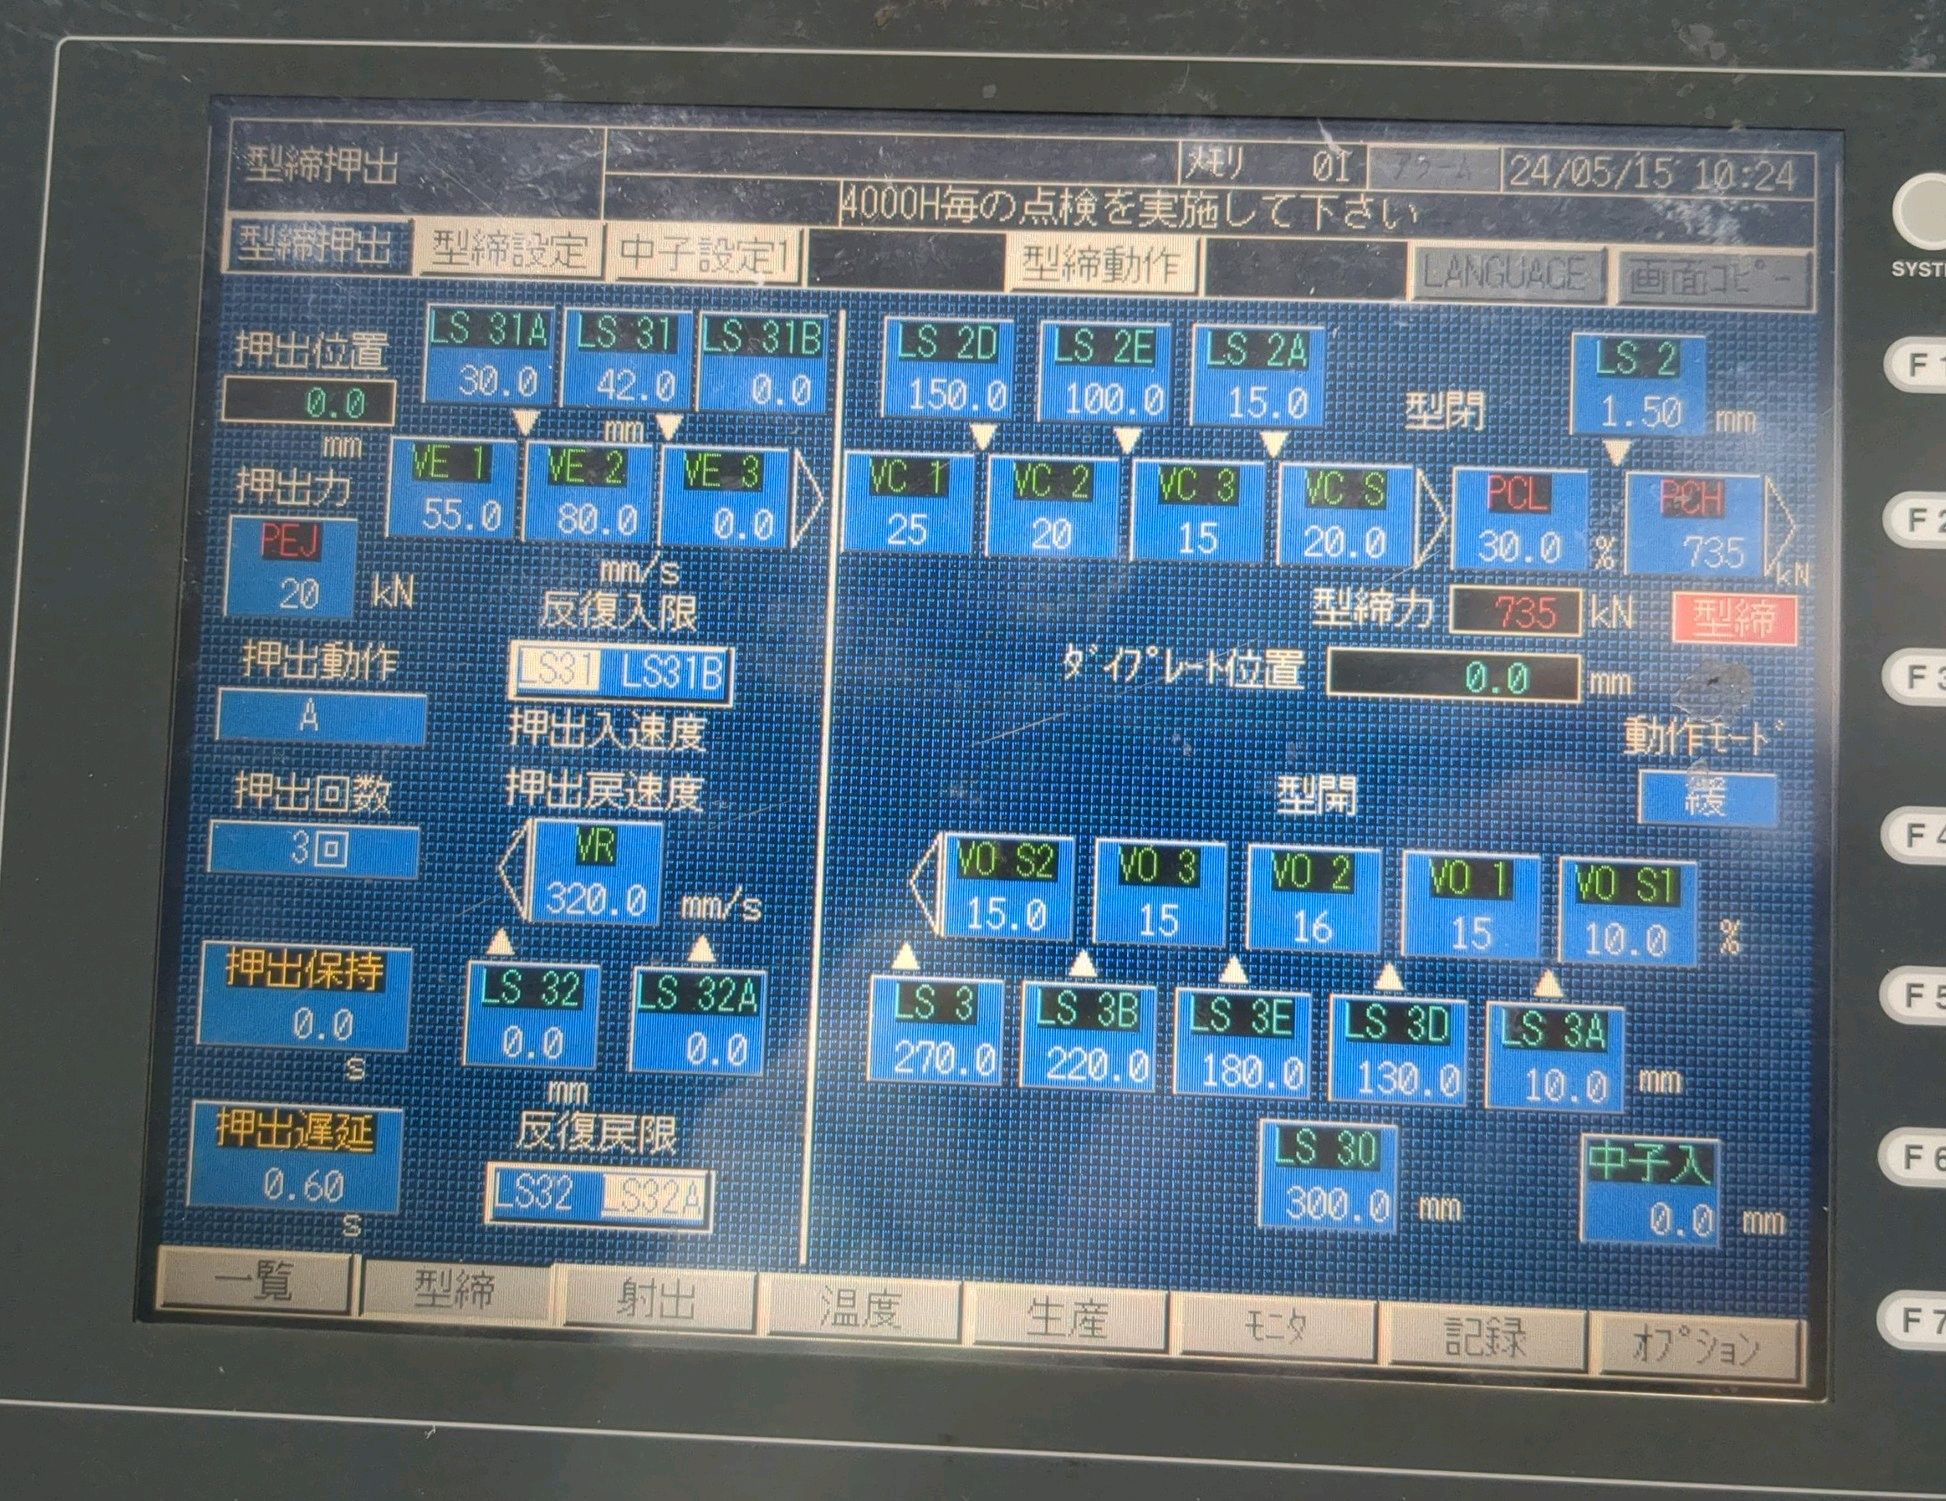 型締押出
メモリ 01 アラーム 24/05/15 10:24
4000H毎の点検を実施して下さい
型締押出 型締設定 中子設定1 型締動作 LANGUAGE 画面コピー
押出位置 LS 31A LS 31 LS 31B LS 2D LS 2E LS 2A 型閉 LS 2
0.0 30.0 42.0 0.0 150.0 100.0 15.0 1.50 mm
mm mm
押出力 VE 1 VE 2 VE 3 VC 1 VC 2 VC 3 VC S PCL PCH
55.0 80.0 0.0 25 20 15 20.0 30.0 % 735 kN
PEJ mm/s
20 kN 反復入限 型締力 735 kN 型締
押出動作 LS31 LS31B ダイプレート位置 0.0 mm
A 押出入速度 動作モード
押出回数 押出戻速度 型開 緩
3回 VR VO S2 VO 3 VO 2 VO 1 VO S1
320.0 mm/s 15.0 15 16 15 10.0 %
押出保持 LS 32 LS 32A LS 3 LS 3B LS 3E LS 3D LS 3A
0.0 0.0 0.0 270.0 220.0 180.0 130.0 10.0 mm
s mm
押出遅延 反復戻限 LS 30 中子入
0.60 LS32 LS32A 300.0 mm 0.0 mm
s
一覧 型締 射出 温度 生産 モニタ 記録 オプション
F
F 2
F 3
F 4
F 5
F 6
F 7